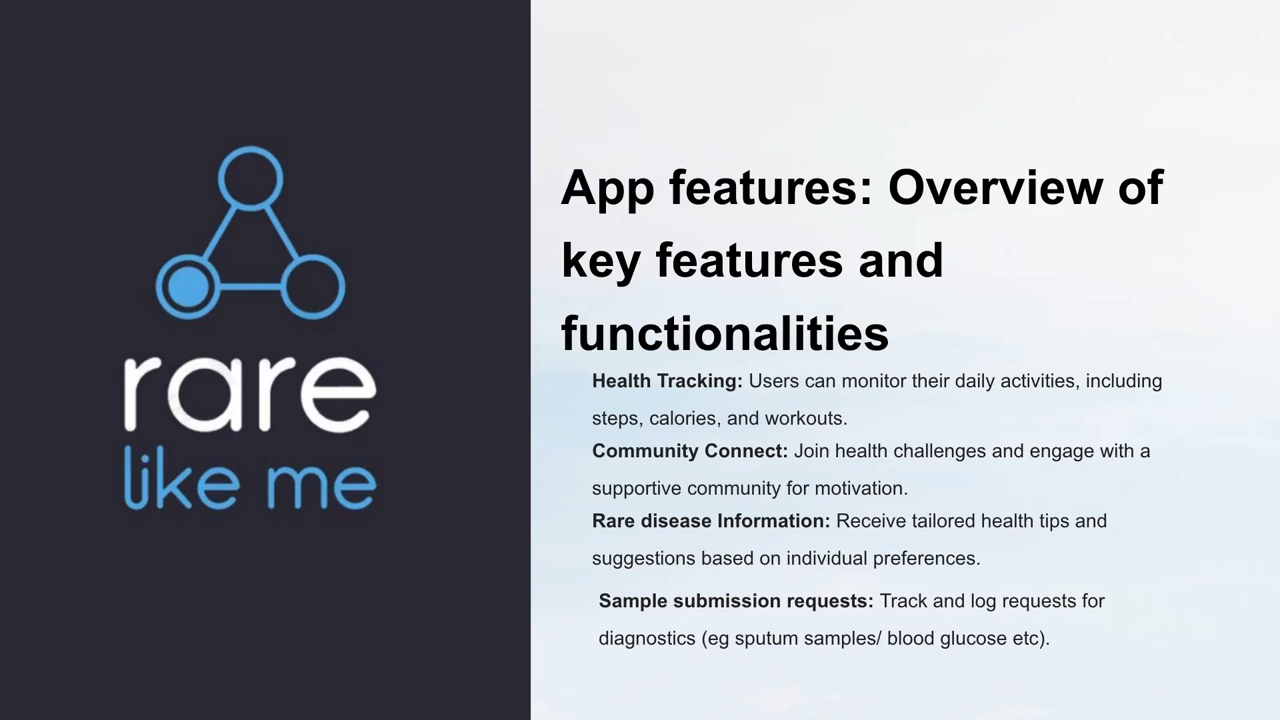 rare
like me
App features: Overview of
key features and
functionalities
Health Tracking: Users can monitor their daily activities, including
steps, calories, and workouts.
Community Connect: Join health challenges and engage with a
supportive community for motivation.
Rare disease Information: Receive tailored health tips and
suggestions based on individual preferences.
Sample submission requests: Track and log requests for
diagnostics (eg sputum samples/ blood glucose etc).